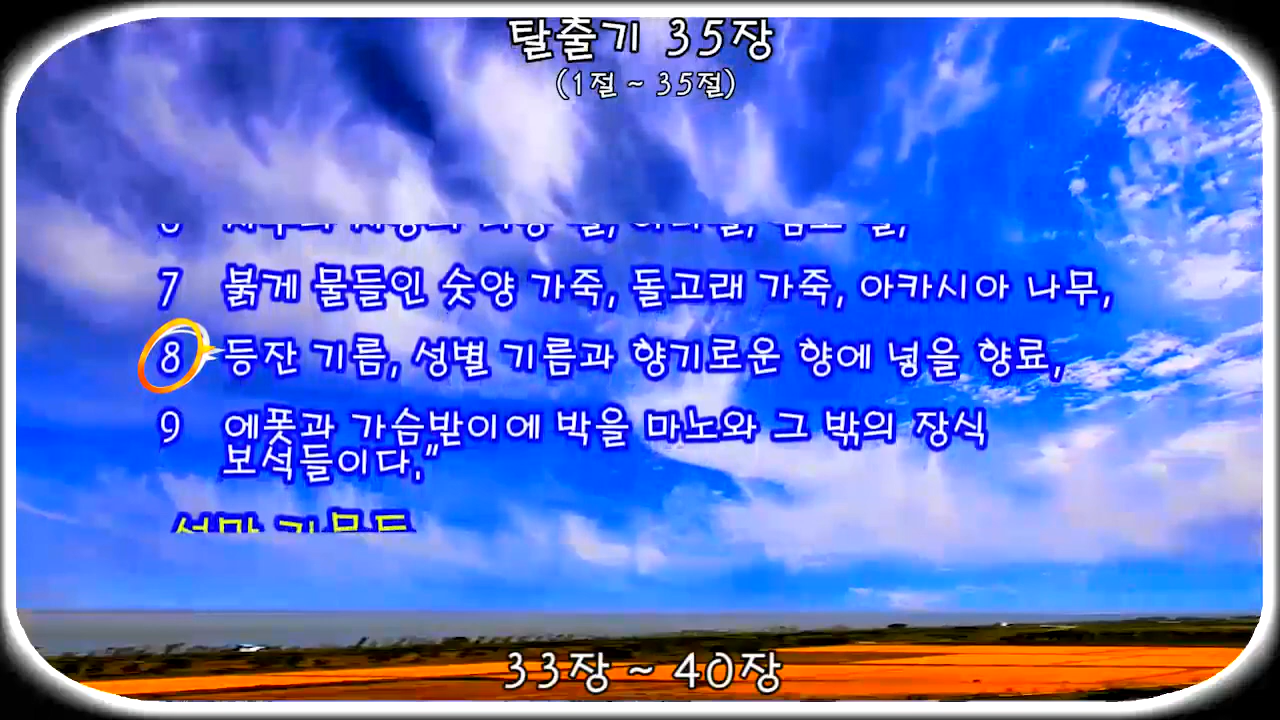 탈출기 35장
(1절 ~ 35절)
7 붉게 물들인 숫양 가죽, 돌고래 가죽, 아카시아 나무,
8 등잔 기름, 성별 기름과 향기로운 향에 넣을 향료,
9 에폿과 가슴받이에 박을 마노와 그 밖의 장식
보석들이다.”
33장 ~ 40장